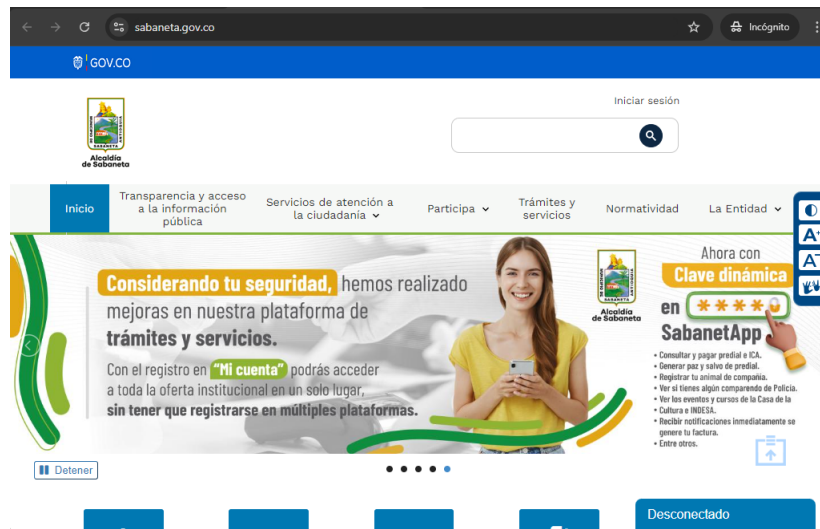 sabaneta.gov.co
Incógnito
GOV.CO
Iniciar sesión
Alcaldía
de Sabaneta
Inicio
Transparencia y acceso
a la información
pública
Servicios de atención a
la ciudadanía
Participa
Trámites y
servicios
Normatividad
La Entidad
A+
A-
Considerando tu seguridad, hemos realizado
mejoras en nuestra plataforma de
trámites y servicios.
Con el registro en "Mi cuenta" podrás acceder
a toda la oferta institucional en un solo lugar,
sin tener que registrarse en múltiples plataformas.
SABANETA
Alcaldía
de Sabaneta
Ahora con
Clave dinámica
en ****
SabanetApp
• Consultar y pagar predial e ICA.
• Generar paz y salvo de predial.
• Registrar tu animal de compañía.
• Ver si tienes algún comparendo de Policía.
• Ver los eventos y cursos de la Casa de la
• Cultura e INDESA.
• Recibir notificaciones inmediatamente se
genere tu factura.
• Entre otros.
Detener
Desconectado